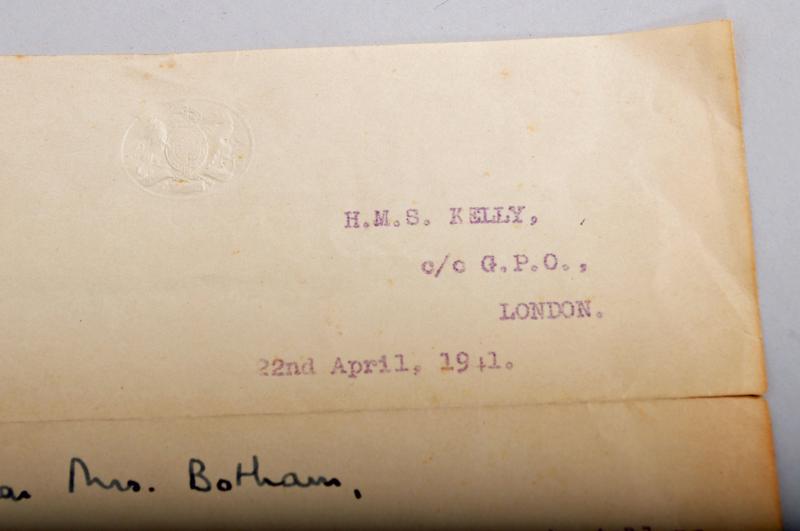 H.M.S. KELLY,
c/o G.P.O.,
LONDON.
22nd April, 1941.
Mrs. Botham,